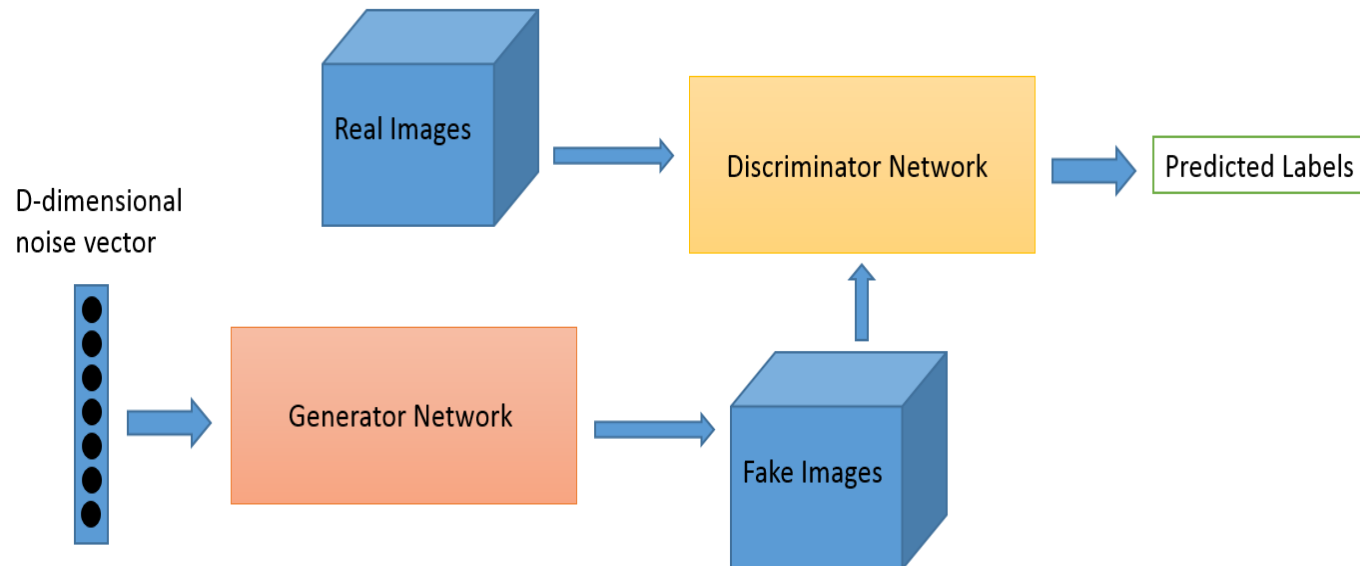 Real Images
Discriminator Network
Predicted Labels
D-dimensional
noise vector
Generator Network
Fake Images